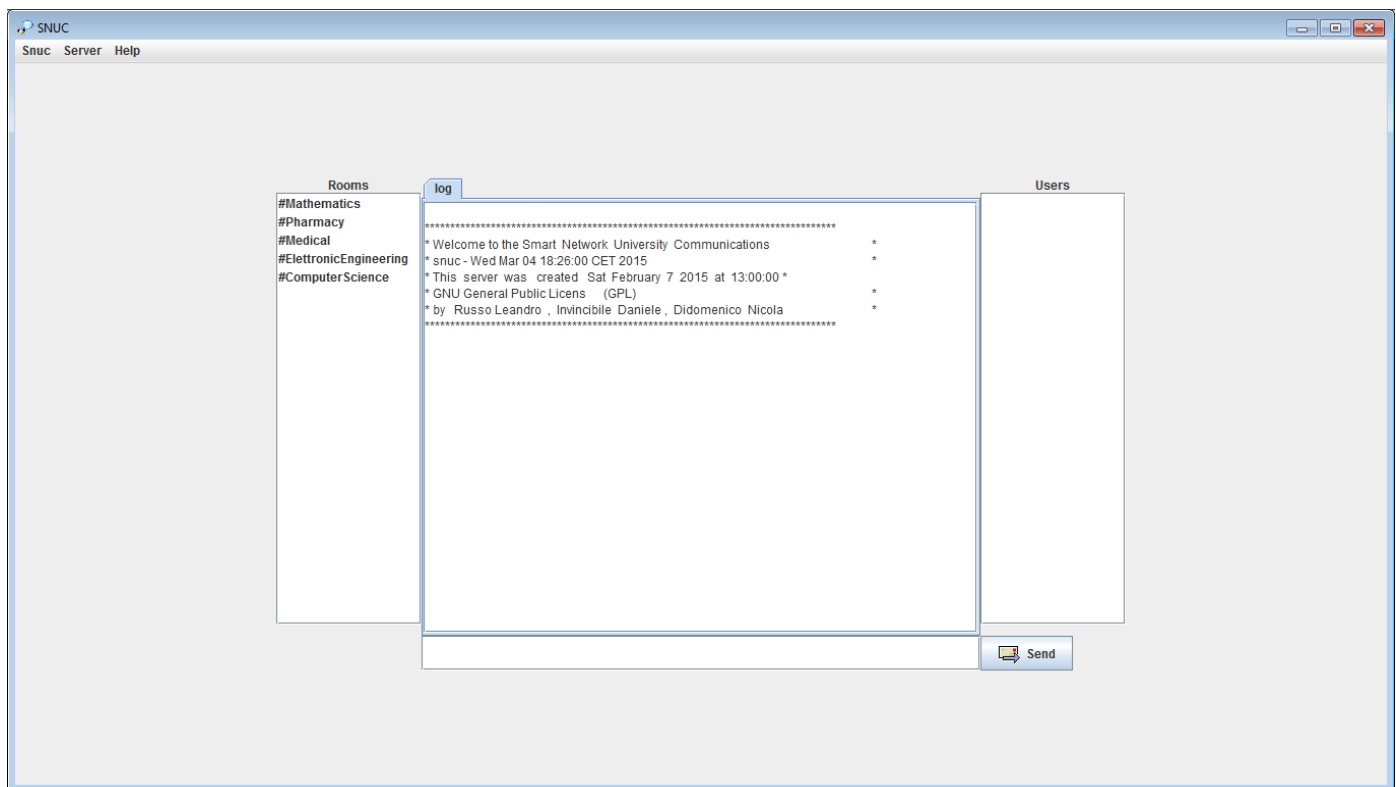 SNUC
Snuc Server Help
Rooms
#Mathematics
#Pharmacy
#Medical
#ElettronicEngineering
#ComputerScience
log
*********************************************************************************
* Welcome to the Smart Network University Communications *
* snuc - Wed Mar 04 18:26:00 CET 2015 *
* This server was created Sat February 7 2015 at 13:00:00 *
* GNU General Public Licens (GPL) *
* by Russo Leandro , Invincibile Daniele , Didomenico Nicola *
*********************************************************************************
Users
Send